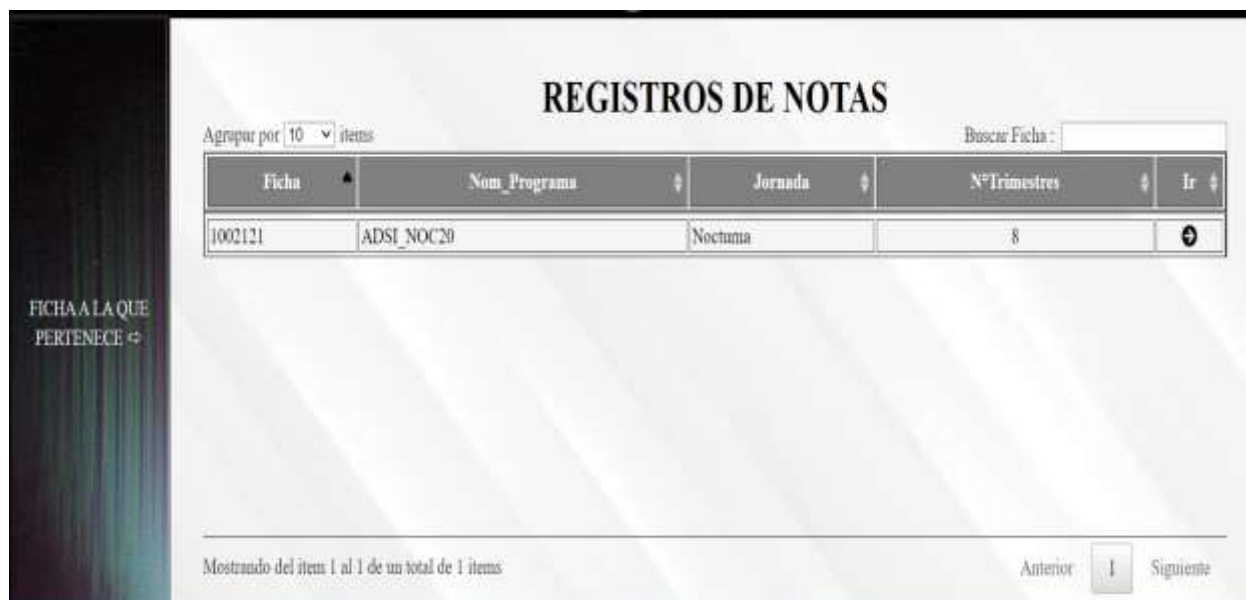 REGISTROS DE NOTAS
Agrupar por 10 items
Buscar Ficha :
Ficha Nom_Programa Jornada N°Trimestres Ir
1002121 ADSI_NOC20 Nocturna 8
FICHA A LA QUE
PERTENECE ⇨
Mostrando del item 1 al 1 de un total de 1 items
Anterior 1 Siguiente